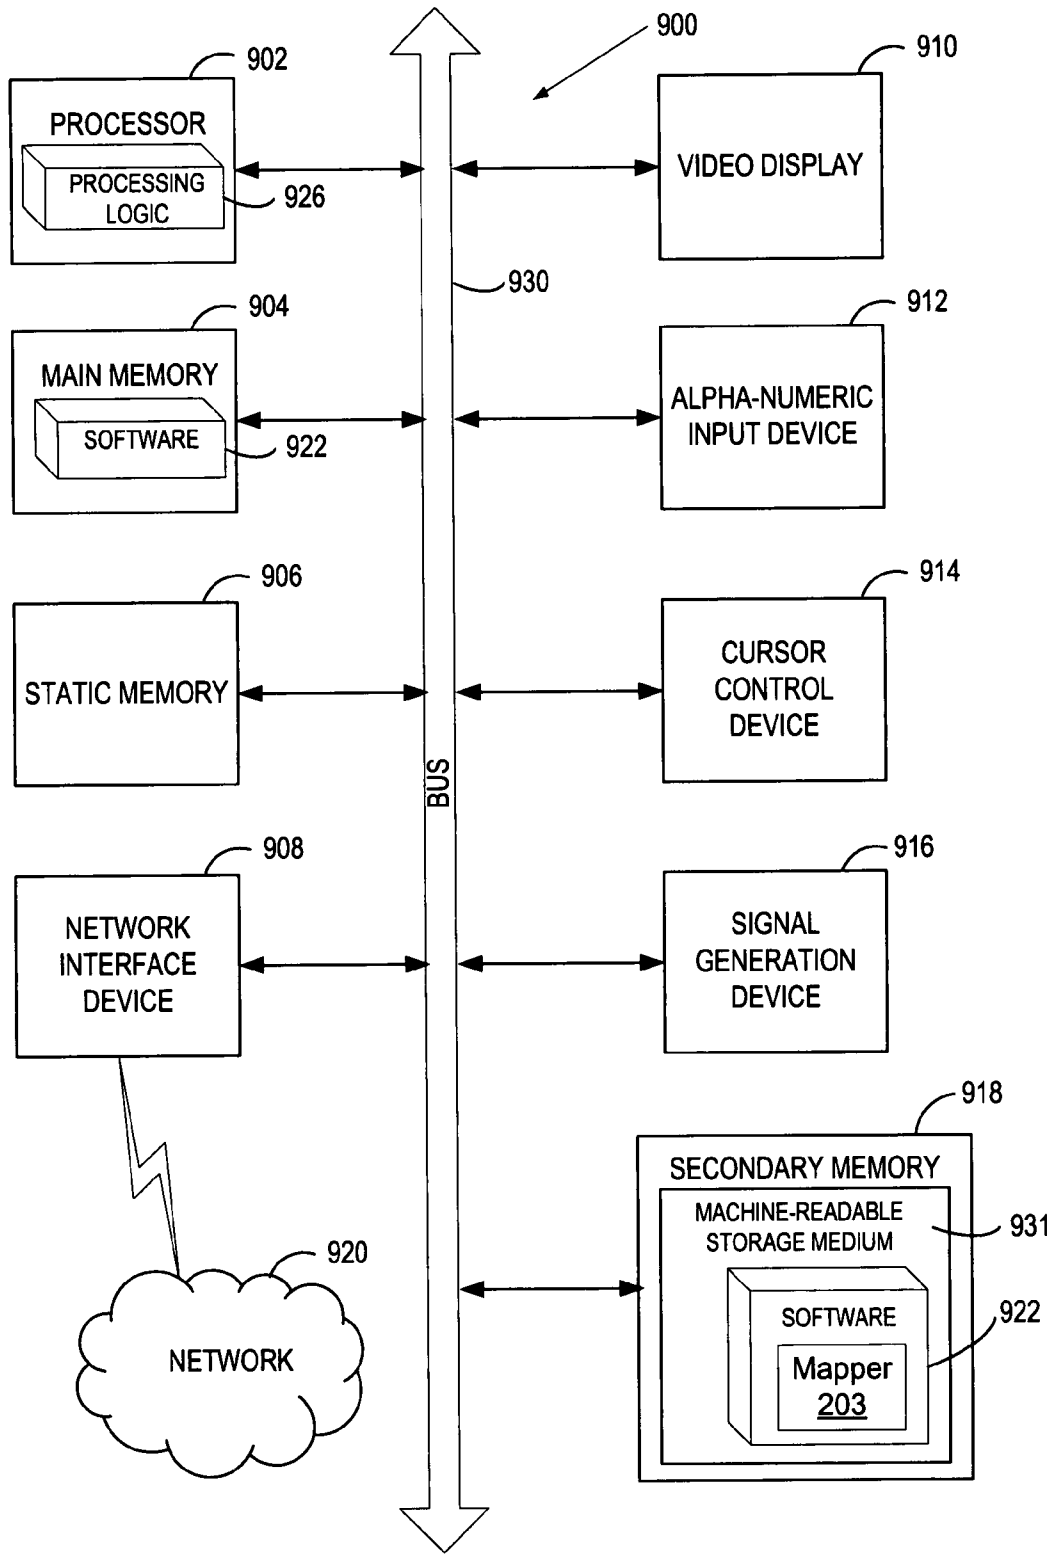 900
902
PROCESSOR
PROCESSING
LOGIC
926
910
VIDEO DISPLAY
930
904
MAIN MEMORY
SOFTWARE
922
912
ALPHA-NUMERIC
INPUT DEVICE
906
STATIC MEMORY
914
CURSOR
CONTROL
DEVICE
BUS
908
NETWORK
INTERFACE
DEVICE
916
SIGNAL
GENERATION
DEVICE
918
SECONDARY MEMORY
MACHINE-READABLE
STORAGE MEDIUM
931
SOFTWARE
922
Mapper
203
920
NETWORK